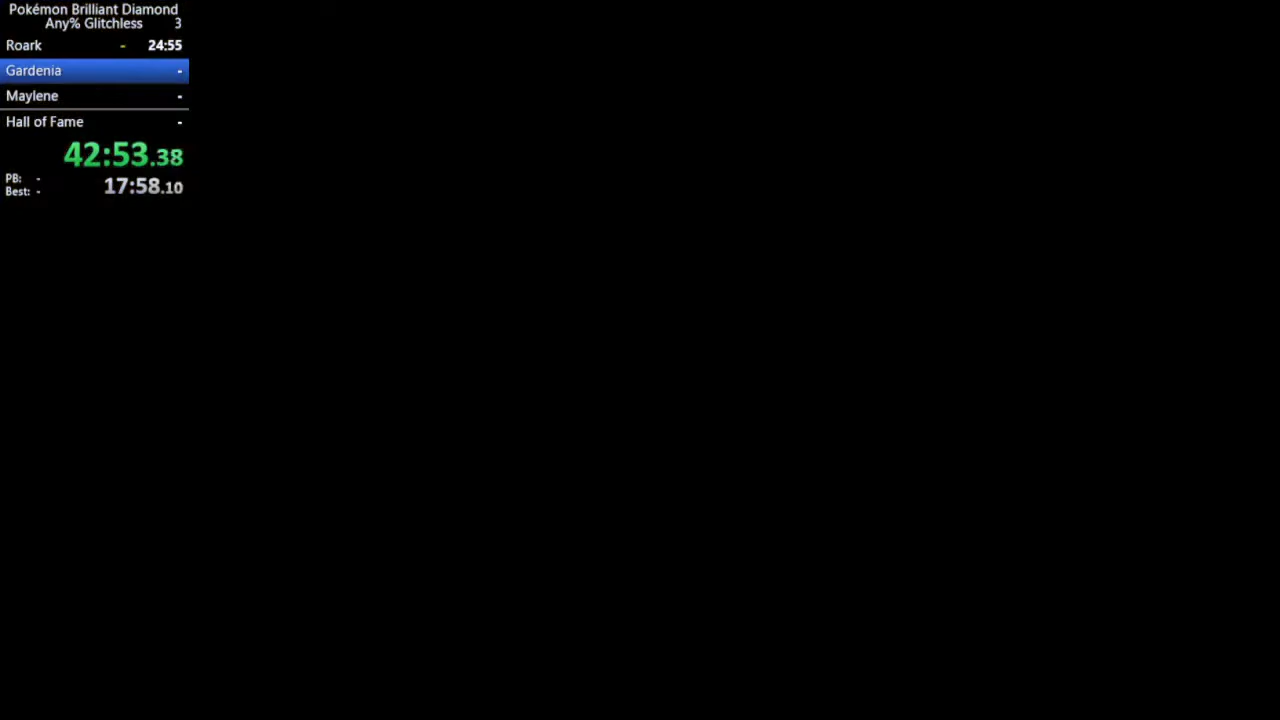 Pokémon Brilliant Diamond
Any% Glitchless 3
Roark - 24:55
Gardenia -
Maylene -
Hall of Fame -
42:53.38
PB: -
Best: - 17:58.10